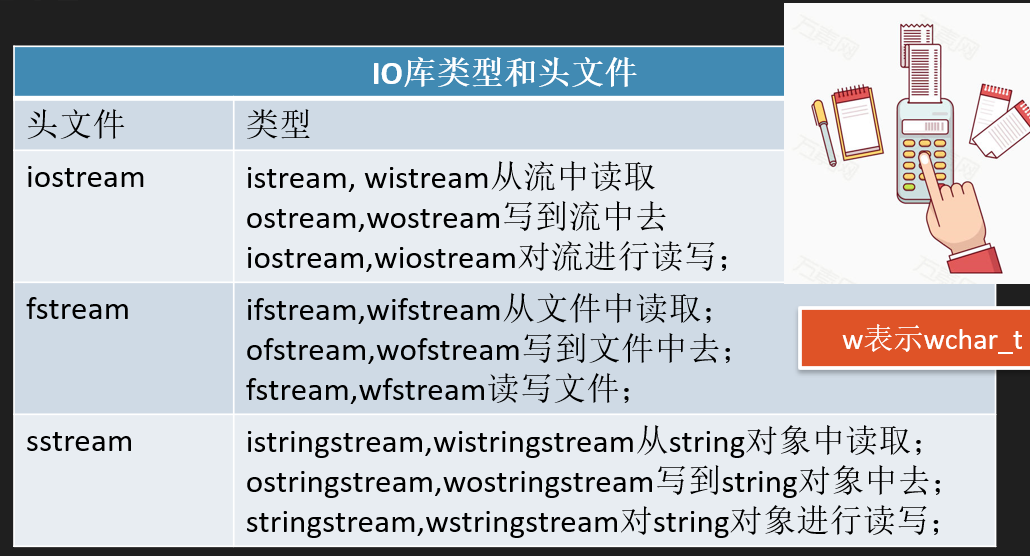 IO库类型和头文件
头文件 类型
iostream istream, wistream从流中读取
ostream,wostream写到流中去
iostream,wiostream对流进行读写；
fstream ifstream,wifstream从文件中读取；
ofstream,wofstream写到文件中去；
fstream,wfstream读写文件；
w表示wchar_t
sstream istringstream,wistringstream从string对象中读取；
ostringstream,wostringstream写到string对象中去；
stringstream,wstringstream对string对象进行读写；
万素网